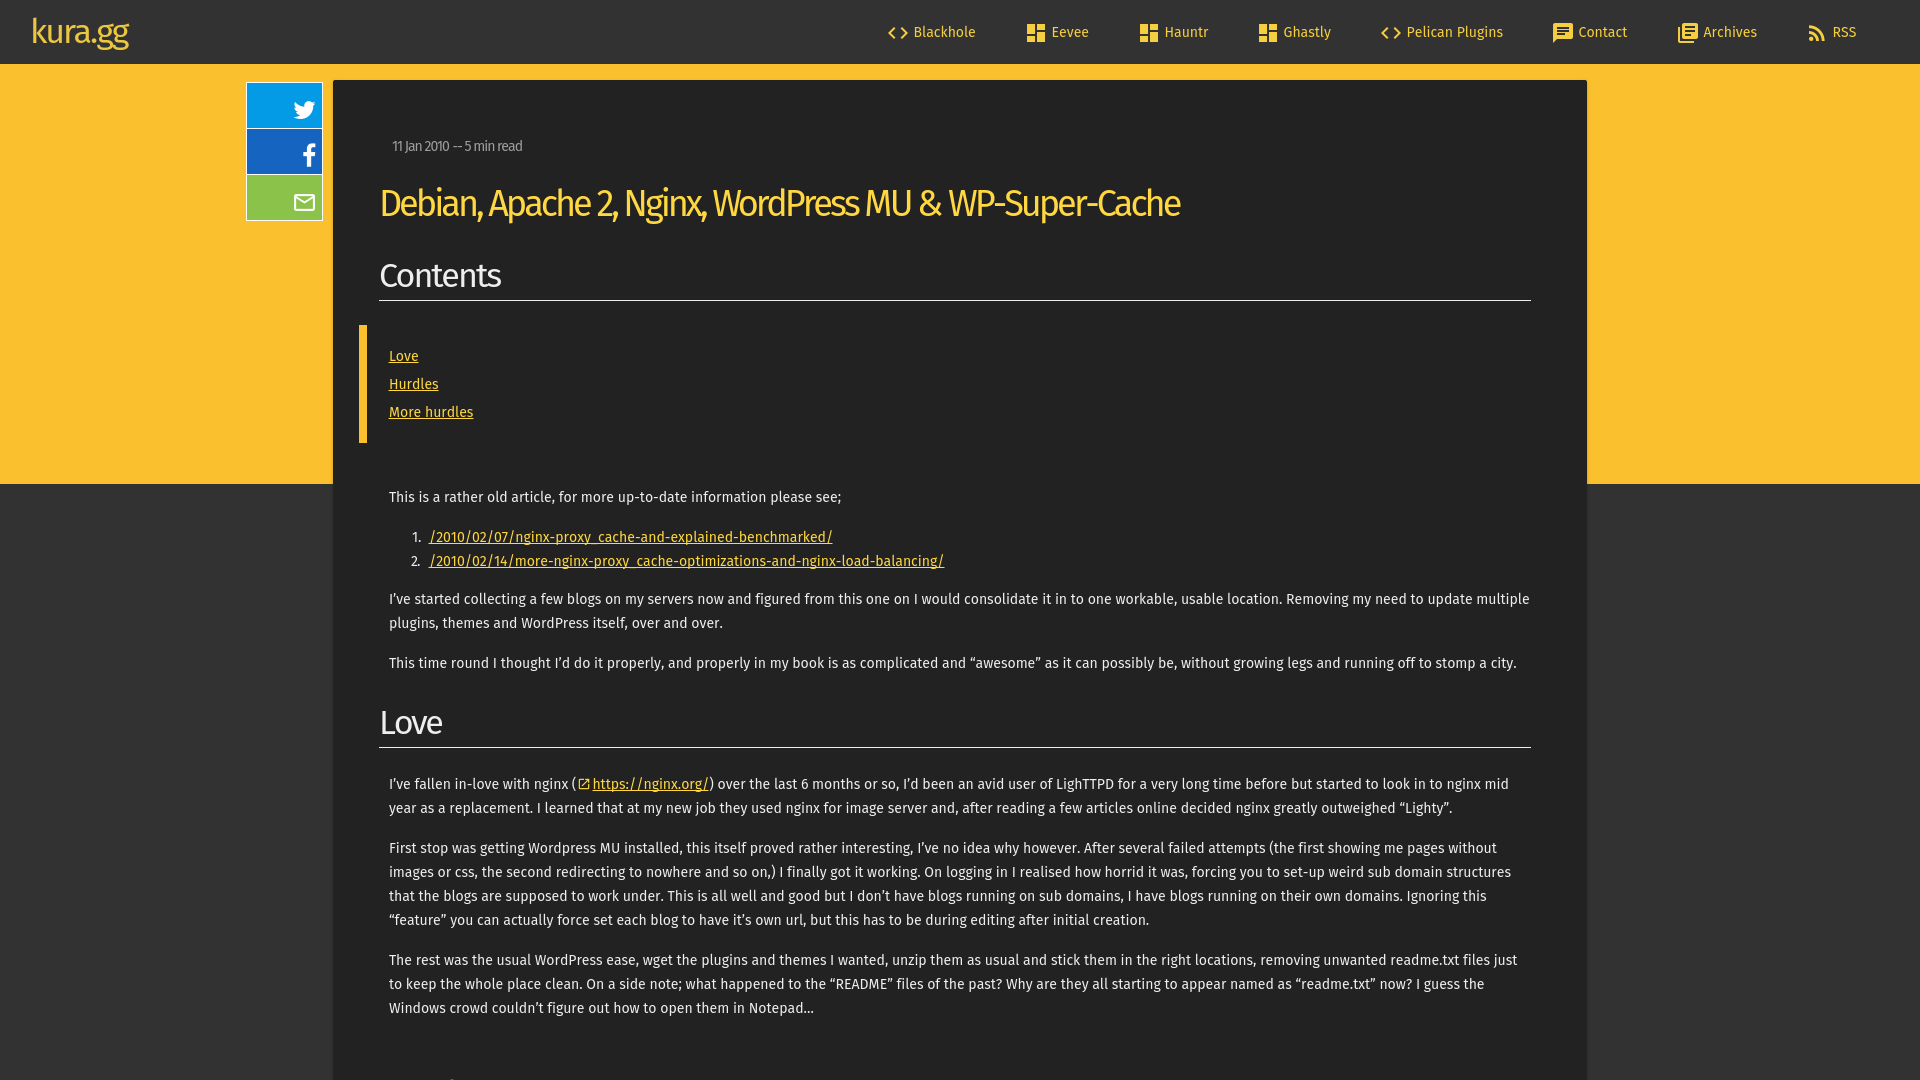 kura.gg
Blackhole
Eevee
Hauntr
Ghastly
Pelican Plugins
Contact
Archives
RSS
11 Jan 2010 -- 5 min read
Debian, Apache 2, Nginx, WordPress MU & WP-Super-Cache
Contents
Love
Hurdles
More hurdles
This is a rather old article, for more up-to-date information please see;
1. /2010/02/07/nginx-proxy_cache-and-explained-benchmarked/
2. /2010/02/14/more-nginx-proxy_cache-optimizations-and-nginx-load-balancing/
I’ve started collecting a few blogs on my servers now and figured from this one on I would consolidate it in to one workable, usable location. Removing my need to update multiple
plugins, themes and WordPress itself, over and over.
This time round I thought I’d do it properly, and properly in my book is as complicated and “awesome” as it can possibly be, without growing legs and running off to stomp a city.
Love
I’ve fallen in-love with nginx (https://nginx.org/) over the last 6 months or so, I’d been an avid user of LighTTPD for a very long time before but started to look in to nginx mid
year as a replacement. I learned that at my new job they used nginx for image server and, after reading a few articles online decided nginx greatly outweighed “Lighty”.
First stop was getting Wordpress MU installed, this itself proved rather interesting, I’ve no idea why however. After several failed attempts (the first showing me pages without
images or css, the second redirecting to nowhere and so on,) I finally got it working. On logging in I realised how horrid it was, forcing you to set-up weird sub domain structures
that the blogs are supposed to work under. This is all well and good but I don’t have blogs running on sub domains, I have blogs running on their own domains. Ignoring this
“feature” you can actually force set each blog to have it’s own url, but this has to be during editing after initial creation.
The rest was the usual WordPress ease, wget the plugins and themes I wanted, unzip them as usual and stick them in the right locations, removing unwanted readme.txt files just
to keep the whole place clean. On a side note; what happened to the “README” files of the past? Why are they all starting to appear named as “readme.txt” now? I guess the
Windows crowd couldn’t figure out how to open them in Notepad…